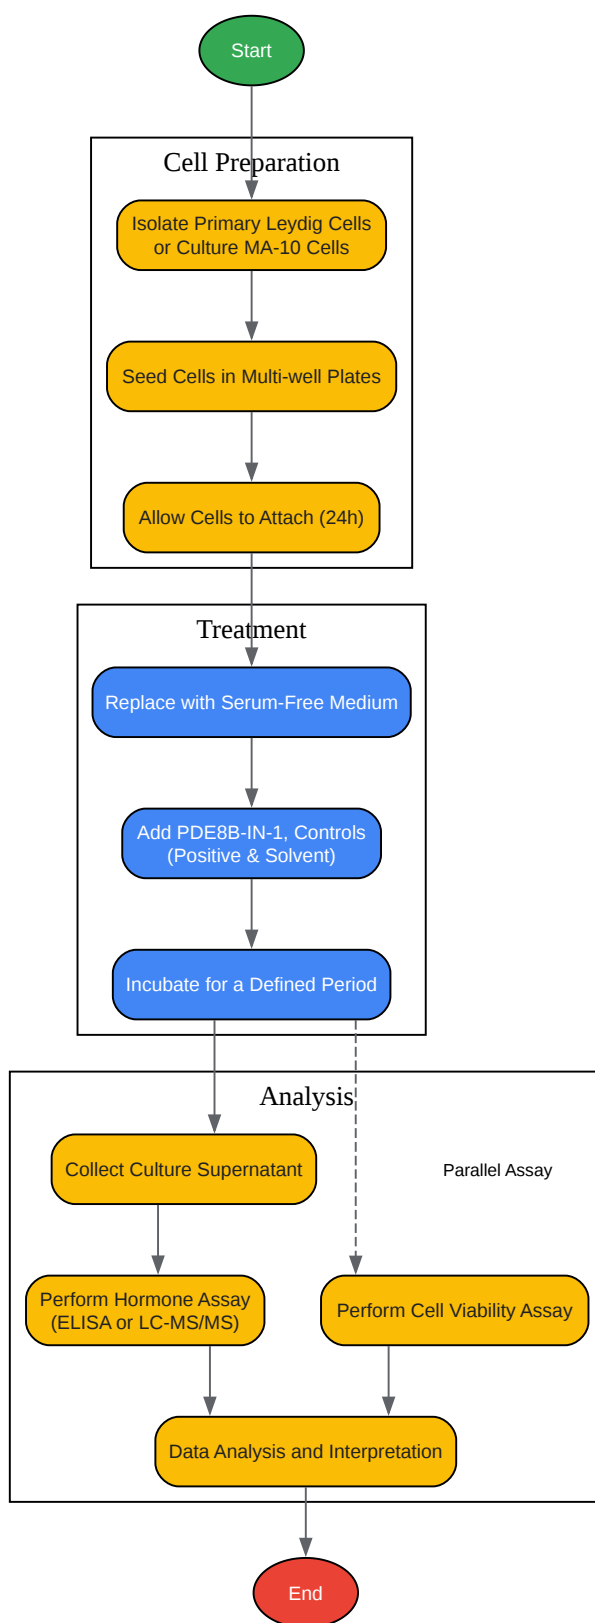 Start
Cell Preparation
Isolate Primary Leydig Cells
or Culture MA-10 Cells
Seed Cells in Multi-well Plates
Allow Cells to Attach (24h)
Treatment
Replace with Serum-Free Medium
Add PDE8B-IN-1, Controls
(Positive & Solvent)
Incubate for a Defined Period
Analysis
Collect Culture Supernatant
Parallel Assay
Perform Hormone Assay
(ELISA or LC-MS/MS)
Perform Cell Viability Assay
Data Analysis and Interpretation
End